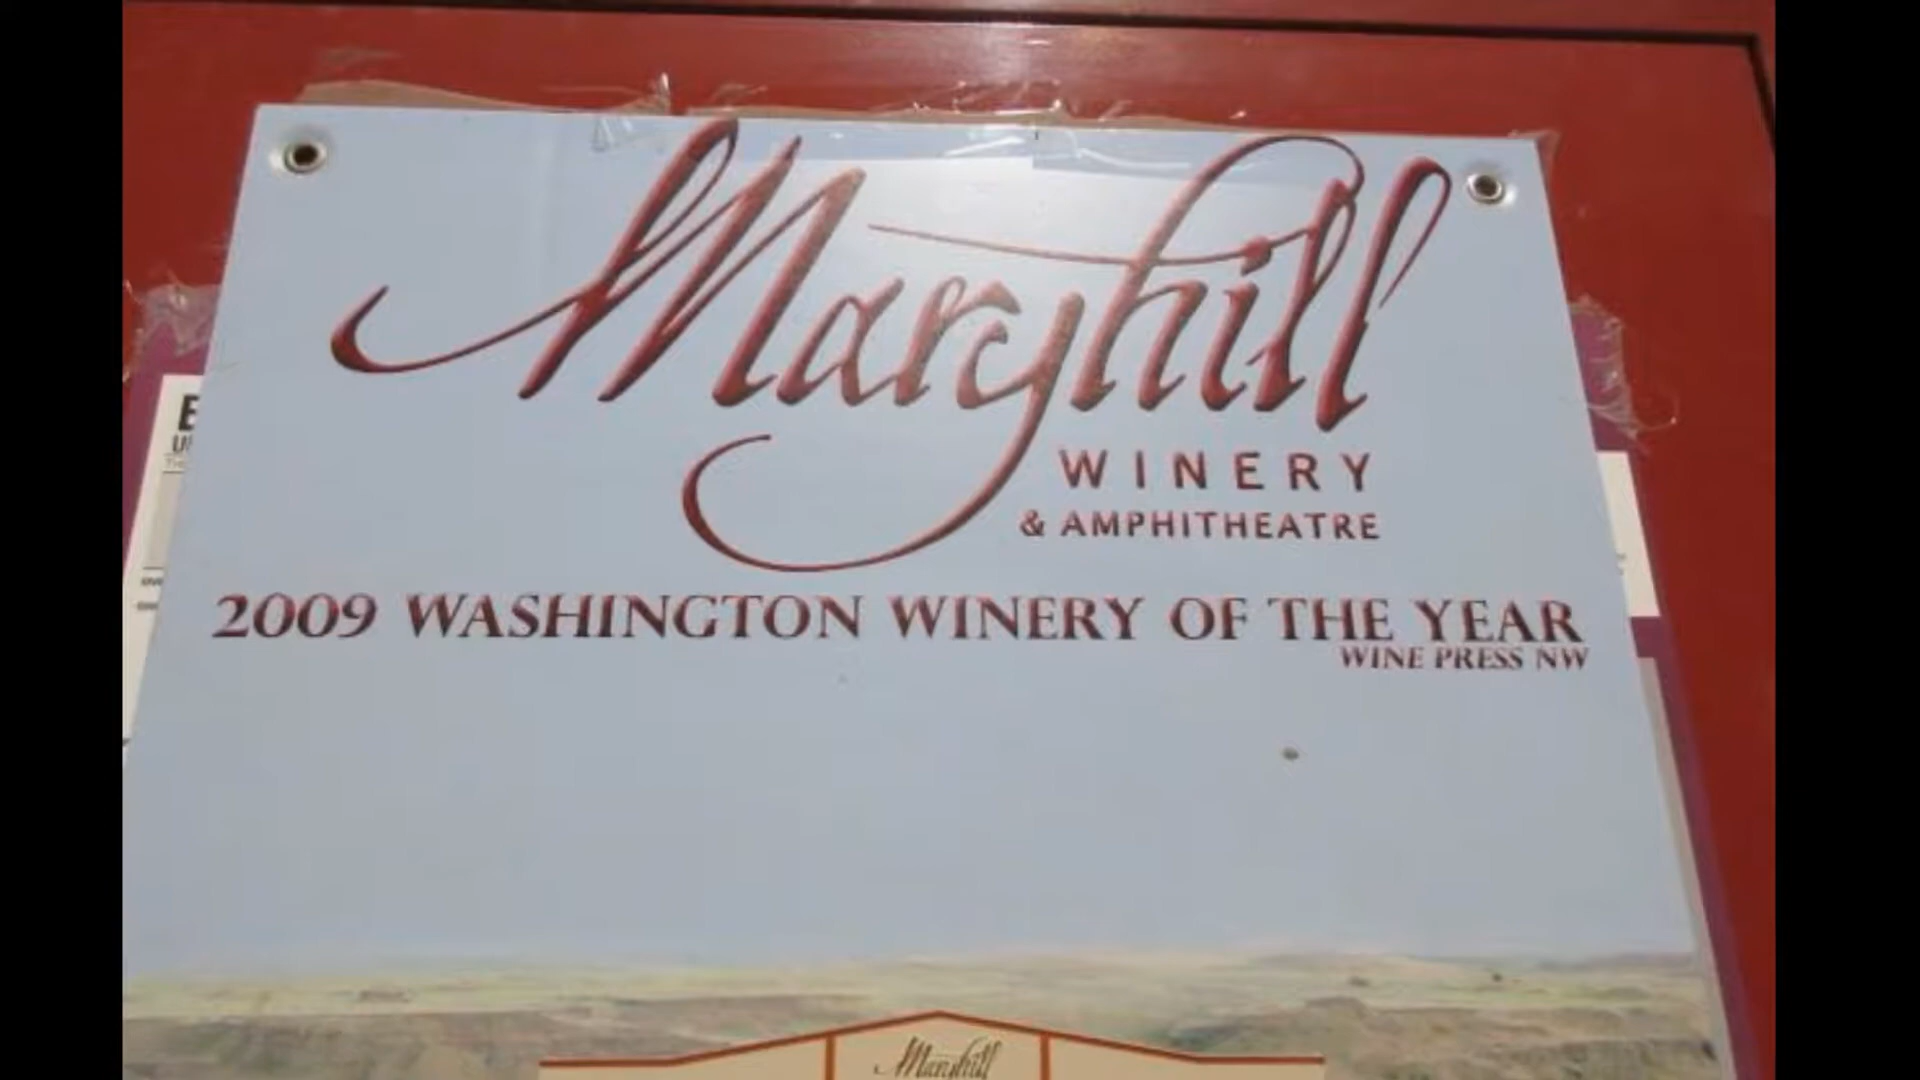 Maryhill
WINERY
& AMPHITHEATRE
2009 WASHINGTON WINERY OF THE YEAR
WINE PRESS NW
Maryhill